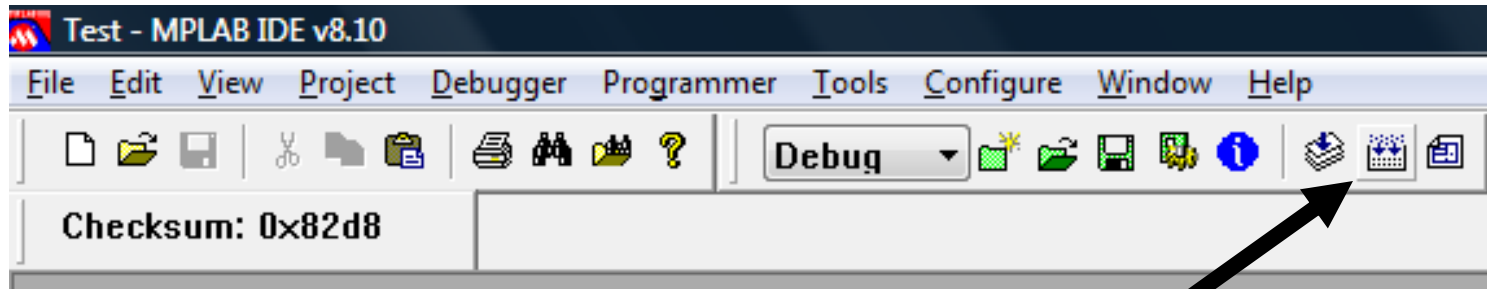 Test - MPLAB IDE v8.10
File Edit View Project Debugger Programmer Tools Configure Window Help
Debug
Checksum: 0x82d8